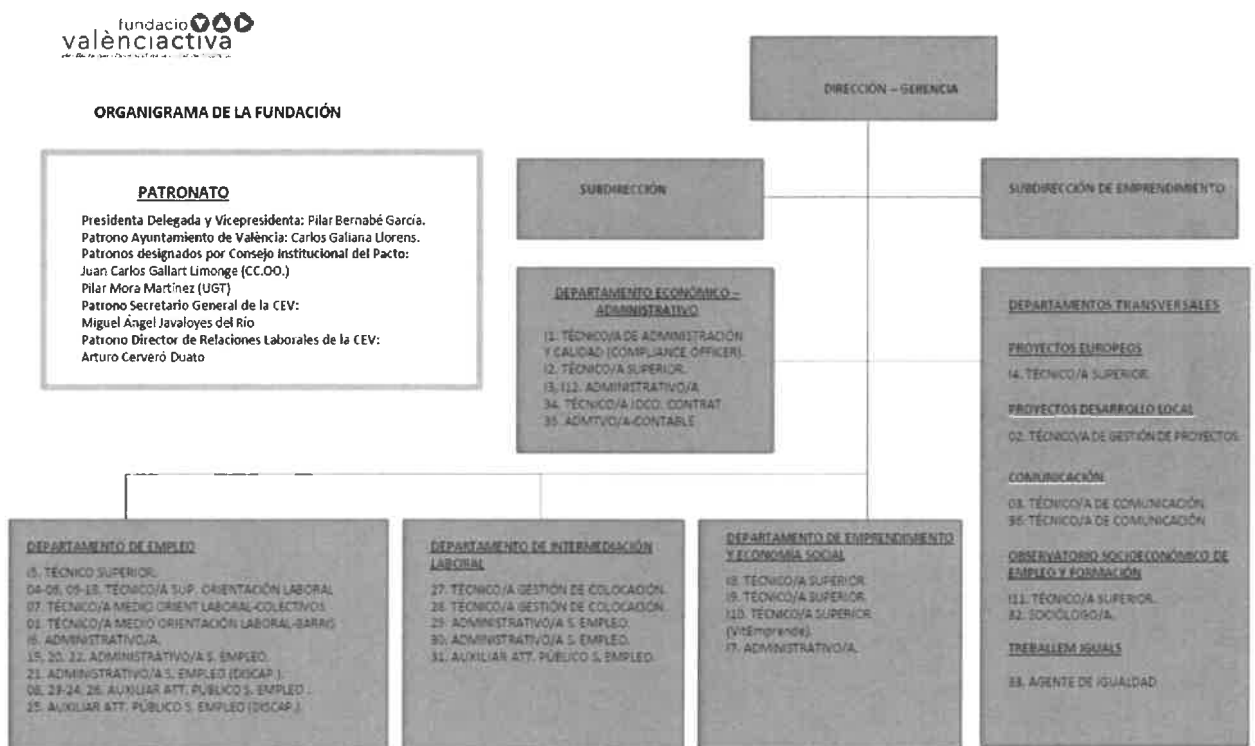 fundació
valènciactiva
ORGANIGRAMA DE LA FUNDACIÓN
PATRONATO
Presidenta Delegada y Vicepresidenta: Pilar Bernabé García.
Patrono Ayuntamiento de València: Carlos Galiana Llorens.
Patronos designados por Consejo Institucional del Pacto:
Juan Carlos Gallart Limonge (CC.OO.)
Pilar Mora Martínez (UGT)
Patrono Secretario General de la CEV:
Miguel Ángel Javaloyes del Río
Patrono Director de Relaciones Laborales de la CEV:
Arturo Cerveró Duato
DIRECCIÓN – GERENCIA
SUBDIRECCIÓN
SUBDIRECCIÓN DE EMPRENDIMIENTO
DEPARTAMENTO ECONÓMICO –
ADMINISTRATIVO
I1. TÉCNICO/A DE ADMINISTRACIÓN
Y CALIDAD (COMPLIANCE OFFICER).
I2. TÉCNICO/A SUPERIOR.
I3, I12. ADMINISTRATIVO/A
34. TÉCNICO/A JDCO. CONTRAT
35. ADMTVO/A-CONTABLE
DEPARTAMENTOS TRANSVERSALES
PROYECTOS EUROPEOS
I4. TÉCNICO/A SUPERIOR.
PROYECTOS DESARROLLO LOCAL
02. TÉCNICO/A DE GESTIÓN DE PROYECTOS.
COMUNICACIÓN
03. TÉCNICO/A DE COMUNICACIÓN.
36. TÉCNICO/A DE COMUNICACIÓN
OBSERVATORIO SOCIOECONÓMICO DE
EMPLEO Y FORMACIÓN
I11. TÉCNICO/A SUPERIOR.
32. SOCIÓLOGO/A.
TREBALLEM IGUALS
33. AGENTE DE IGUALDAD
DEPARTAMENTO DE EMPLEO
I5. TÉCNICO SUPERIOR.
TÉCNICO/A SUP. ORIENTACIÓN LABORAL
07. TÉCNICO/A MEDIO ORIENT LABORAL-COLECTIVOS
01. TÉCNICO/A MEDIO ORIENTACIÓN LABORAL-BARRIS
I6. ADMINISTRATIVO/A.
19, 20, 22. ADMINISTRATIVO/A S. EMPLEO.
21. ADMINISTRATIVO/A S. EMPLEO (DISCAP.).
23-24, 26. AUXILIAR ATT. PÚBLICO S. EMPLEO.
25. AUXILIAR ATT. PÚBLICO S. EMPLEO (DISCAP.)
DEPARTAMENTO DE INTERMEDIACIÓN
LABORAL
27. TÉCNICO/A GESTIÓN DE COLOCACIÓN.
28. TÉCNICO/A GESTIÓN DE COLOCACIÓN.
29. ADMINISTRATIVO/A S. EMPLEO.
30. ADMINISTRATIVO/A S. EMPLEO.
31. AUXILIAR ATT. PÚBLICO S. EMPLEO.
DEPARTAMENTO DE EMPRENDIMIENTO
Y ECONOMÍA SOCIAL
I8. TÉCNICO/A SUPERIOR.
I9. TÉCNICO/A SUPERIOR.
I10. TÉCNICO/A SUPERIOR
(VitEmprende).
I7. ADMINISTRATIVO/A.